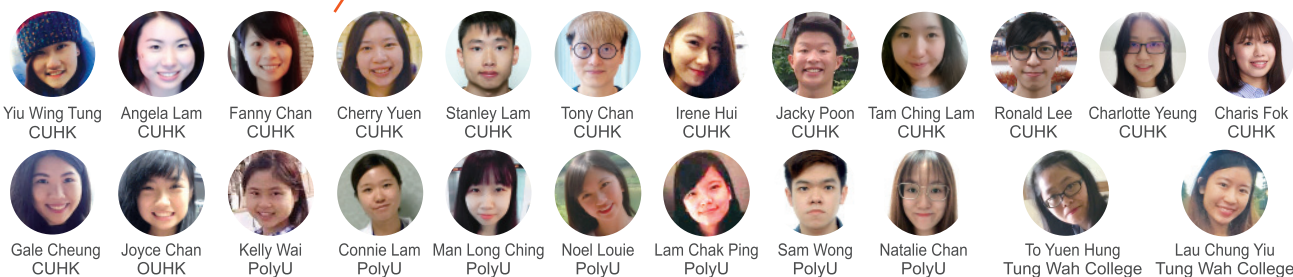 Yiu Wing Tung Angela Lam Fanny Chan Cherry Yuen Stanley Lam Tony Chan Irene Hui Jacky Poon Tam Ching Lam Ronald Lee Charlotte Yeung Charis Fok
CUHK CUHK CUHK CUHK CUHK CUHK CUHK CUHK CUHK CUHK CUHK CUHK
Gale Cheung Joyce Chan Kelly Wai Connie Lam Man Long Ching Noel Louie Lam Chak Ping Sam Wong Natalie Chan To Yuen Hung Lau Chung Yiu
CUHK OUHK PolyU PolyU PolyU PolyU PolyU PolyU PolyU Tung Wah College Tung Wah College